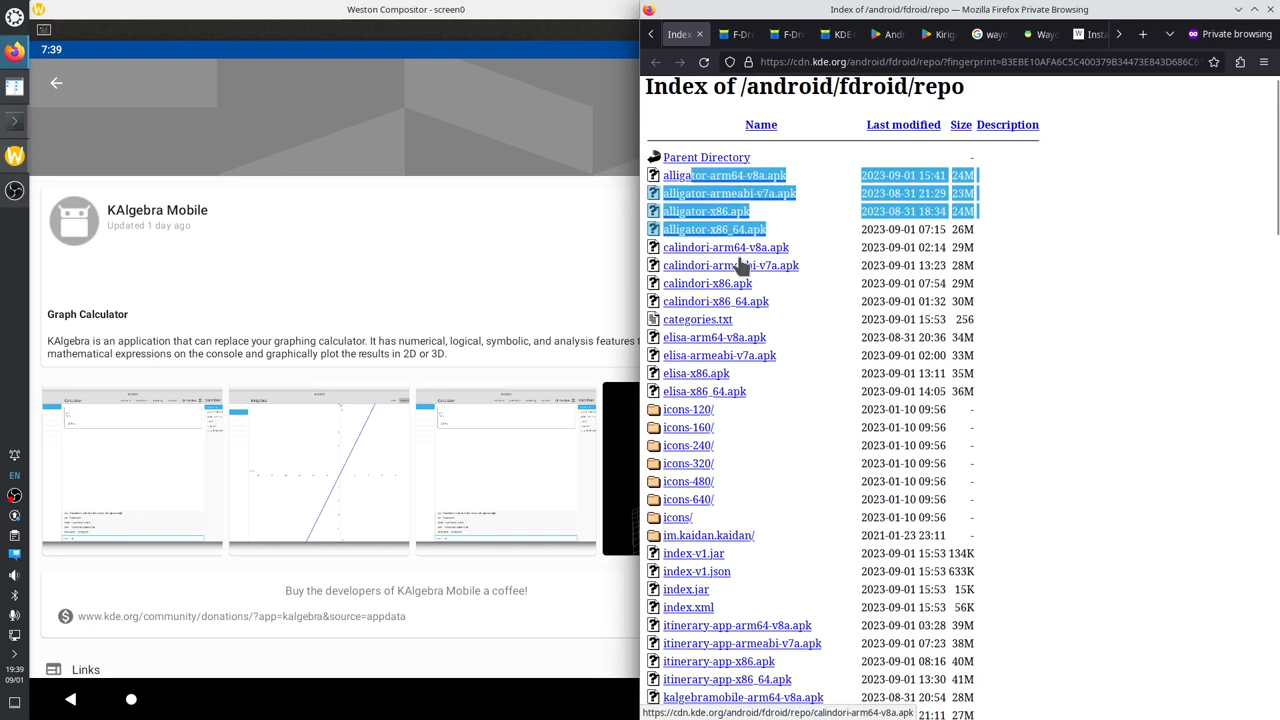 Weston Compositor - screen0
7:39
KAlgebra Mobile
Updated 1 day ago
Graph Calculator
KAlgebra is an application that can replace your graphing calculator. It has numerical, logical, symbolic, and analysis features
mathematical expressions on the console and graphically plot the results in 2D or 3D.
Buy the developers of KAlgebra Mobile a coffee!
www.kde.org/community/donations/?app=kalgebra&source=appdata
Links
EN
19:39
09/01
Index of /android/fdroid/repo — Mozilla Firefox Private Browsing
Index F-Dro F-Dro KDE Andr Kirig wayd Wayd Insta Private browsing
https://cdn.kde.org/android/fdroid/repo/?fingerprint=B3EBE10AFA6C5C400379B34473E843D686C6
Index of /android/fdroid/repo
Name Last modified Size Description
Parent Directory -
alligator-arm64-v8a.apk 2023-09-01 15:41 24M
alligator-armeabi-v7a.apk 2023-08-31 21:29 23M
alligator-x86.apk 2023-08-31 18:34 24M
alligator-x86_64.apk 2023-09-01 07:15 26M
calindori-arm64-v8a.apk 2023-09-01 02:14 29M
calindori-armeabi-v7a.apk 2023-09-01 13:23 28M
calindori-x86.apk 2023-09-01 07:54 29M
calindori-x86_64.apk 2023-09-01 01:32 30M
categories.txt 2023-09-01 15:53 256
elisa-arm64-v8a.apk 2023-08-31 20:36 34M
elisa-armeabi-v7a.apk 2023-09-01 02:00 33M
elisa-x86.apk 2023-09-01 13:11 35M
elisa-x86_64.apk 2023-09-01 14:05 36M
icons-120/ 2023-01-10 09:56 -
icons-160/ 2023-01-10 09:56 -
icons-240/ 2023-01-10 09:56 -
icons-320/ 2023-01-10 09:56 -
icons-480/ 2023-01-10 09:56 -
icons-640/ 2023-01-10 09:56 -
icons/ 2023-01-10 09:56 -
im.kaidan.kaidan/ 2021-01-23 23:11 -
index-v1.jar 2023-09-01 15:53 134K
index-v1.json 2023-09-01 15:53 633K
index.jar 2023-09-01 15:53 15K
index.xml 2023-09-01 15:53 56K
itinerary-app-arm64-v8a.apk 2023-09-01 03:28 39M
itinerary-app-armeabi-v7a.apk 2023-09-01 07:23 38M
itinerary-app-x86.apk 2023-09-01 08:16 40M
itinerary-app-x86_64.apk 2023-09-01 13:30 41M
kalgebramobile-arm64-v8a.apk 2023-08-31 20:54 28M
https://cdn.kde.org/android/fdroid/repo/calindori-arm64-v8a.apk 21:11 27M